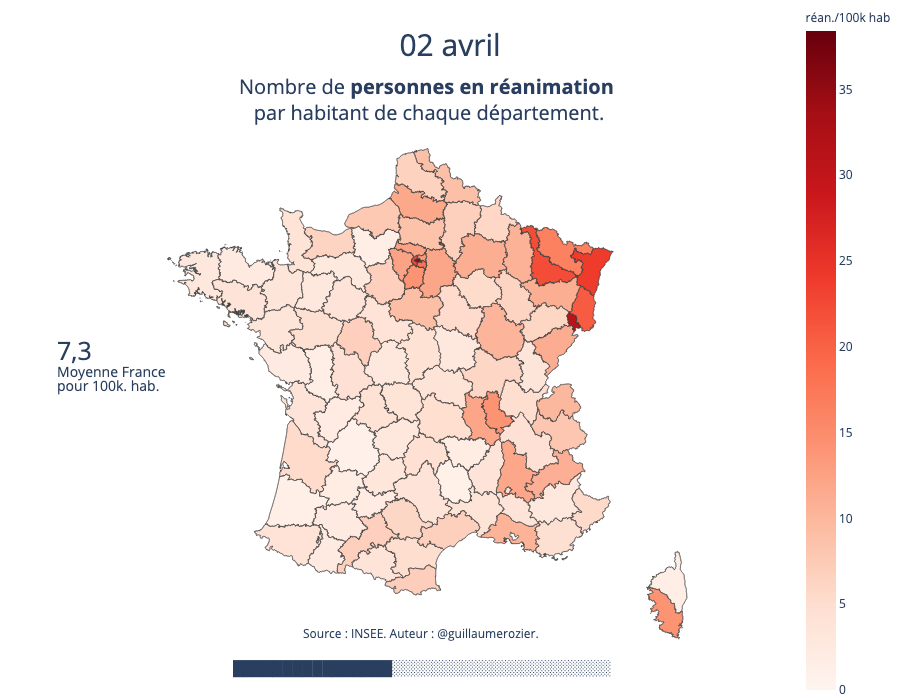 réan./100k hab
02 avril
Nombre de personnes en réanimation
par habitant de chaque département.
35
30
25
20
15
10
5
0
7,3
Moyenne France
pour 100k. hab.
Source : INSEE. Auteur : @guillaumerozier.